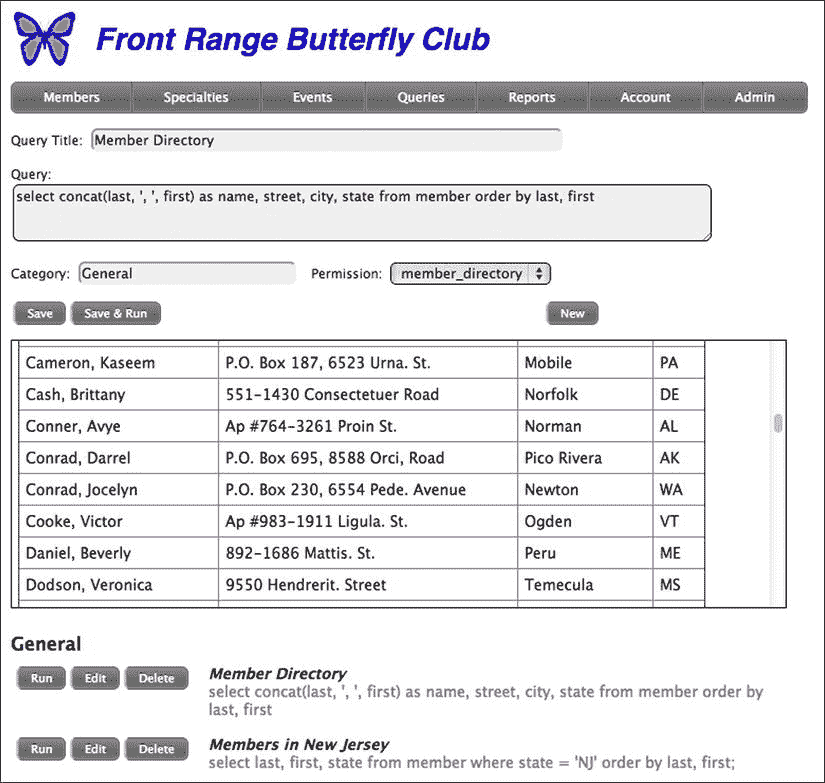 Front Range Butterfly Club
Members Specialties Events Queries Reports Account Admin
Query Title: Member Directory
Query:
select concat(last, ', ', first) as name, street, city, state from member order by last, first
Category: General Permission: member_directory
Save Save & Run New
Cameron, Kaseem P.O. Box 187, 6523 Urna. St. Mobile PA
Cash, Brittany 551-1430 Consectetuer Road Norfolk DE
Conner, Avye Ap #764-3261 Proin St. Norman AL
Conrad, Darrel P.O. Box 695, 8588 Orci, Road Pico Rivera AK
Conrad, Jocelyn P.O. Box 230, 6554 Pede. Avenue Newton WA
Cooke, Victor Ap #983-1911 Ligula. St. Ogden VT
Daniel, Beverly 892-1686 Mattis. St. Peru ME
Dodson, Veronica 9550 Hendrerit. Street Temecula MS
General
Run Edit Delete Member Directory
select concat(last, ', ', first) as name, street, city, state from member order by
last, first
Run Edit Delete Members in New Jersey
select last, first, state from member where state = 'NJ' order by last, first;